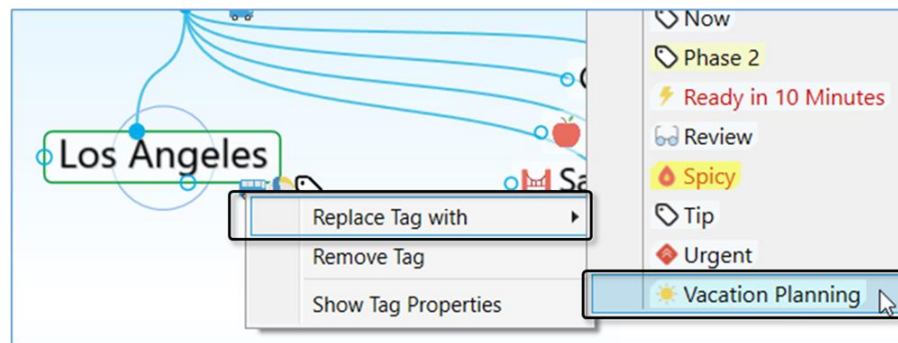 Los Angeles
Replace Tag with
Remove Tag
Show Tag Properties
Now
Phase 2
Ready in 10 Minutes
Review
Spicy
Tip
Urgent
Vacation Planning